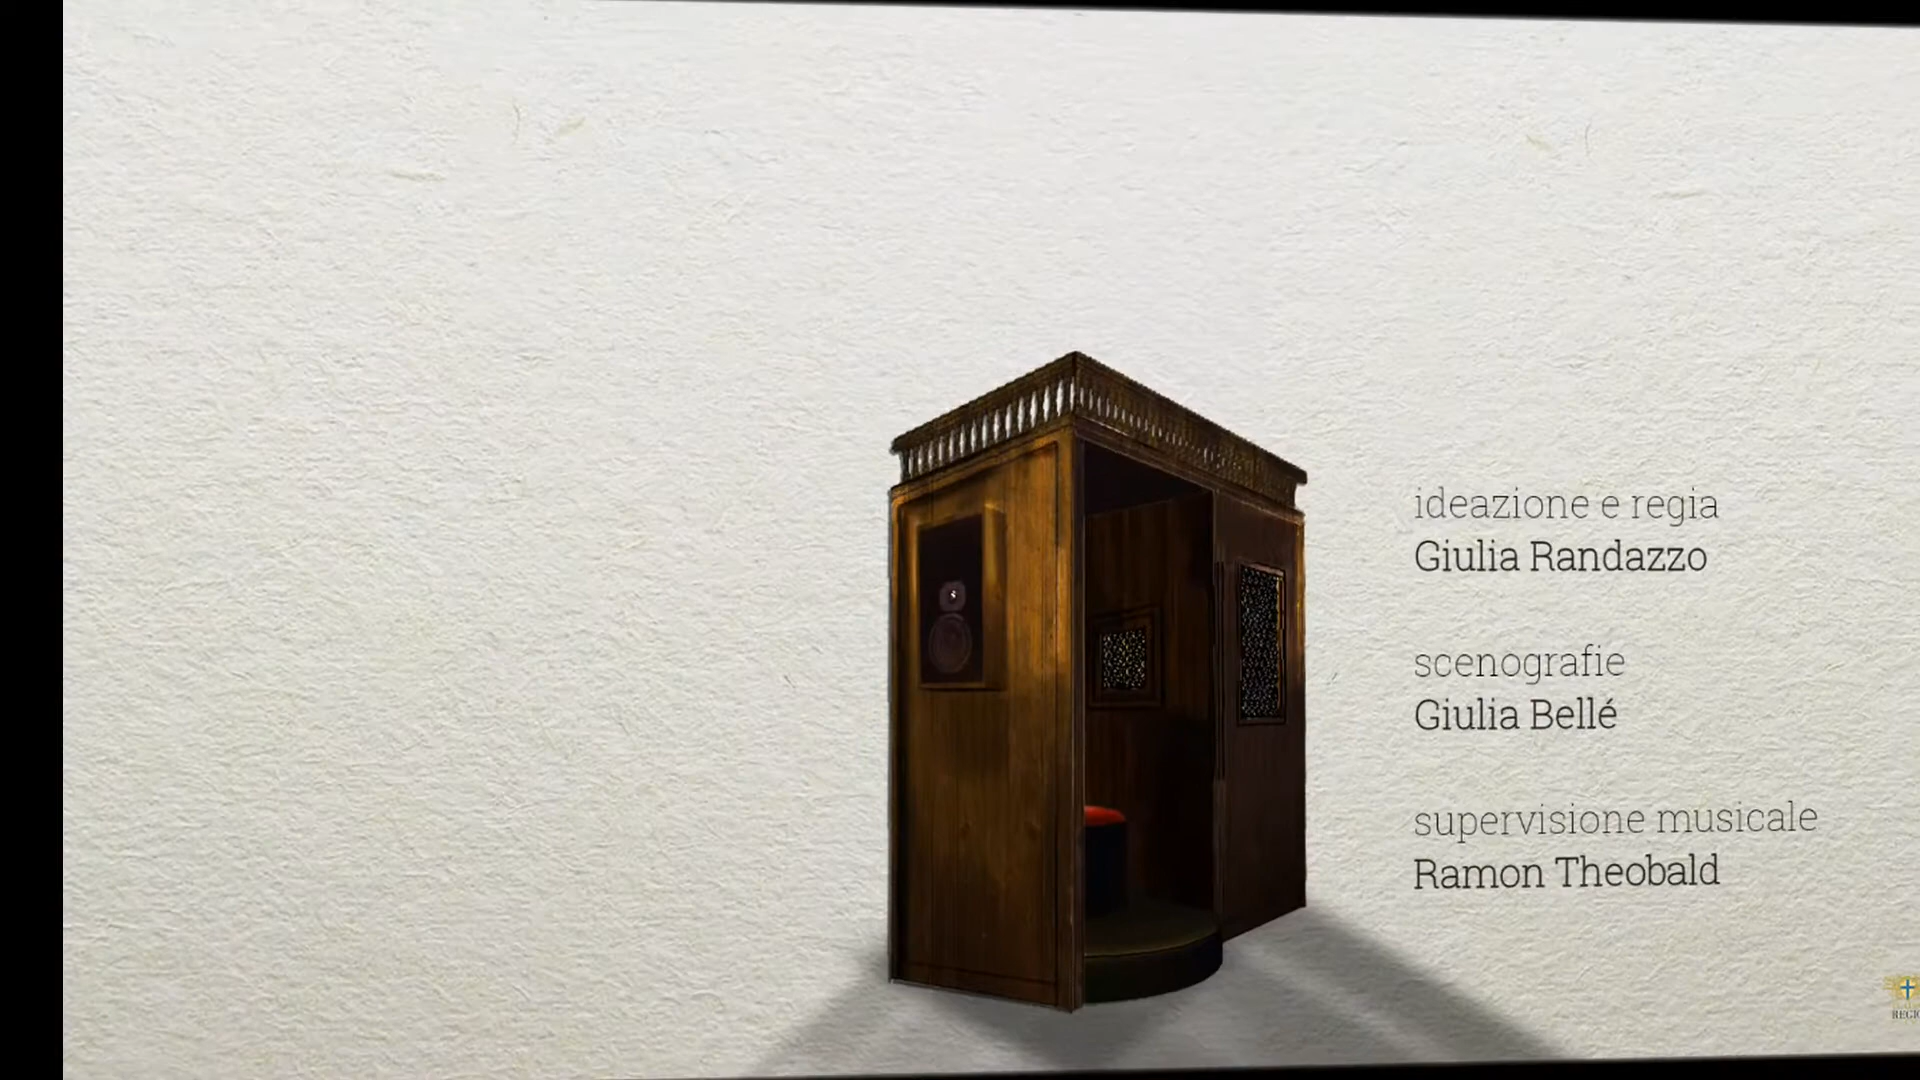 ideazione e regia
Giulia Randazzo
scenografie
Giulia Bellé
supervisione musicale
Ramon Theobald